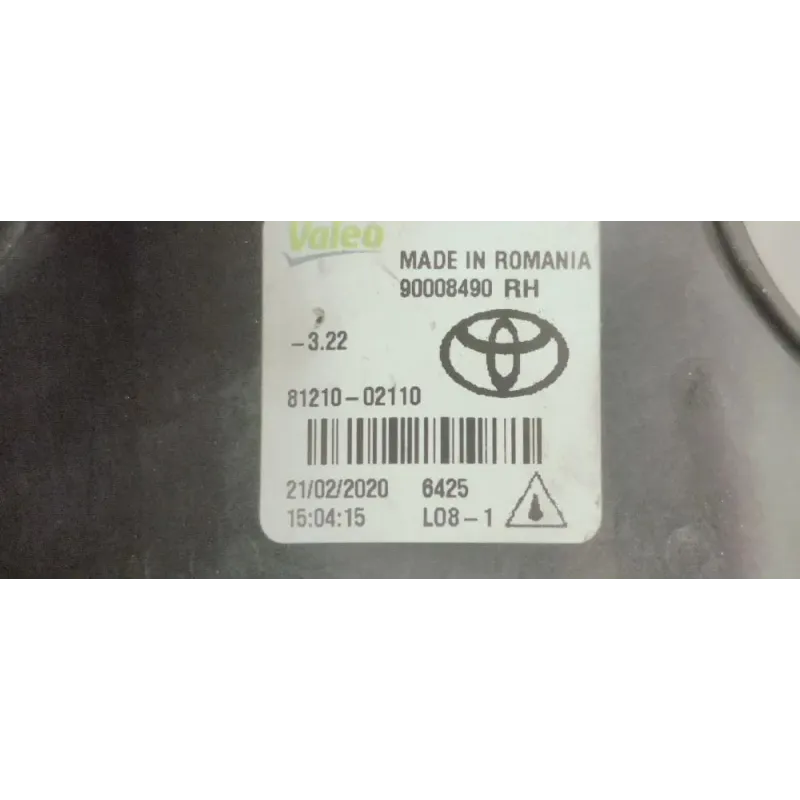 Valeo
MADE IN ROMANIA
90008490 RH
-3.22
81210-02110
21/02/2020 6425
15:04:15 L08-1